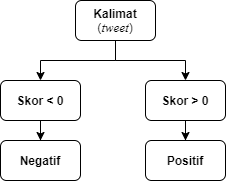 Kalimat
(tweet)
Skor < 0
Skor > 0
Negatif
Positif